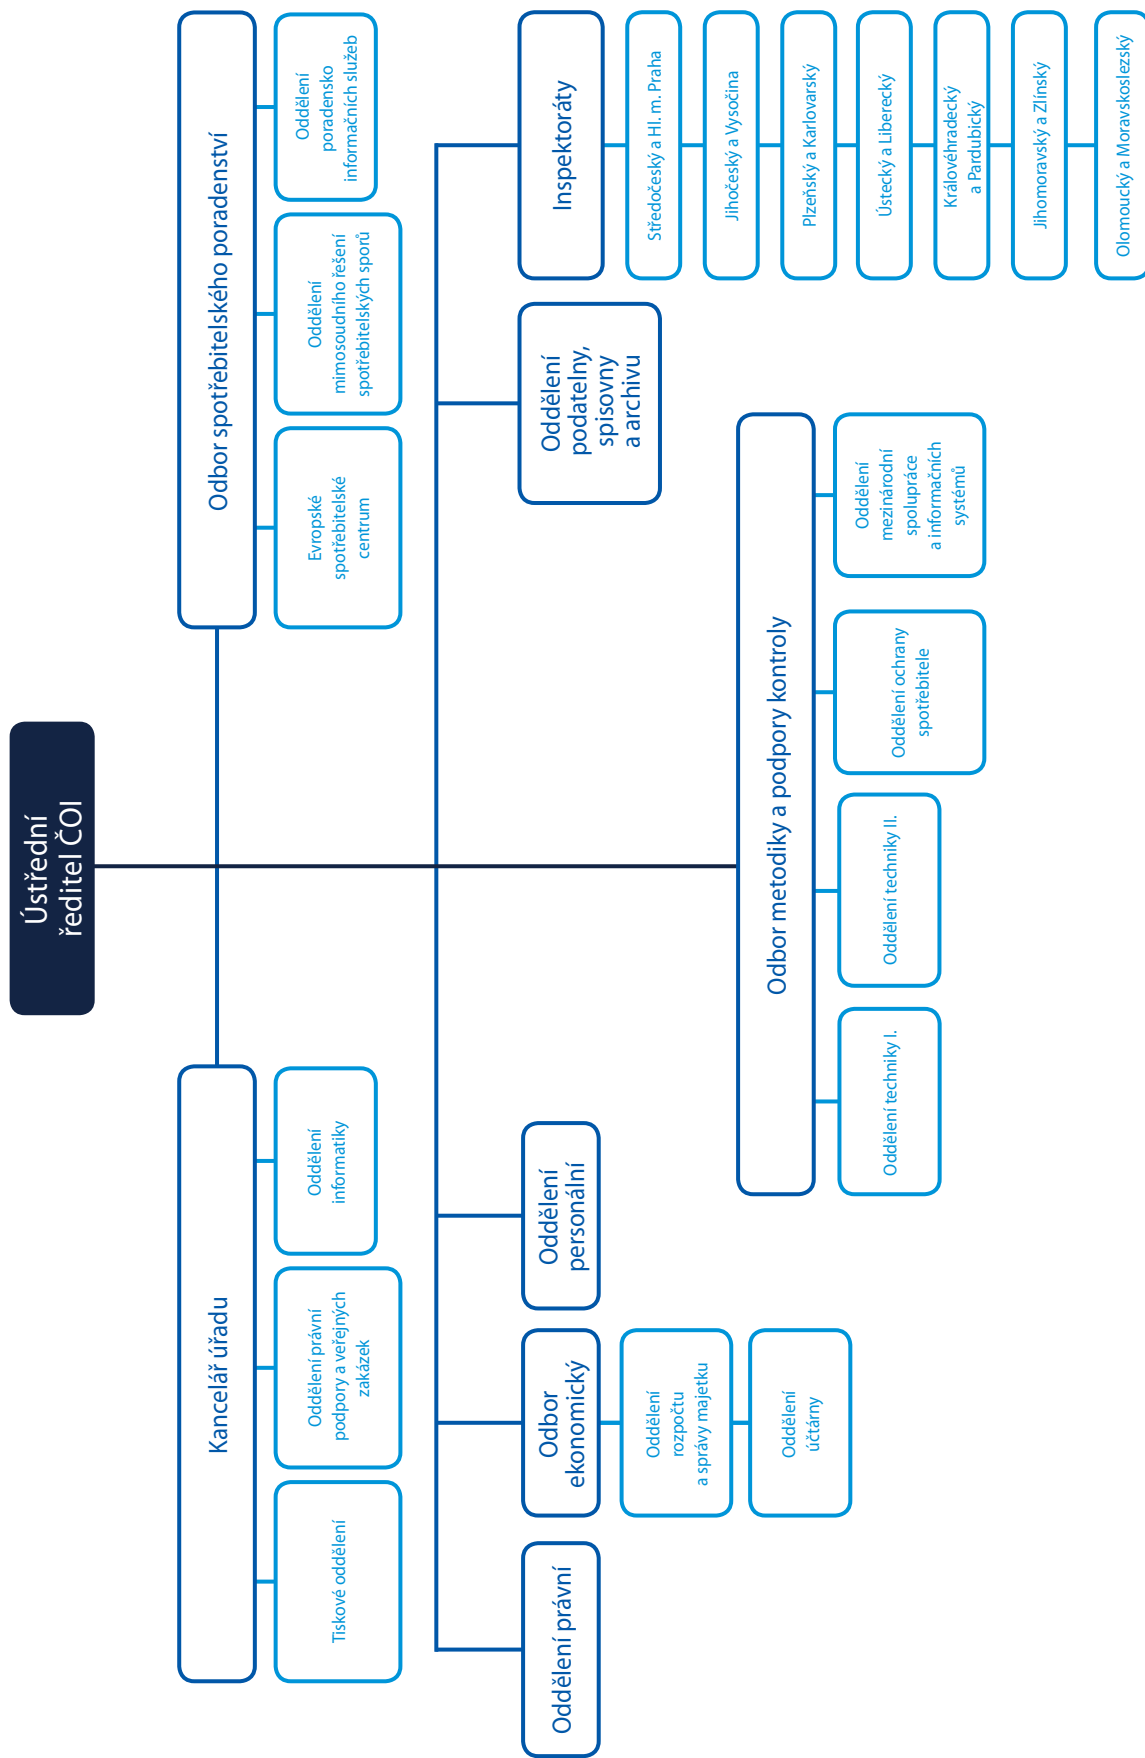 Ústřední
ředitel ČOI
Kancelář úřadu
Odbor spotřebitelského poradenství
Tiskové oddělení
Oddělení právní
podpory a veřejných
zakázek
Oddělení
informatiky
Evropské
spotřebitelské
centrum
Oddělení
mimosoudního řešení
spotřebitelských sporů
Oddělení
poradensko
informačních služeb
Oddělení právní
Odbor
ekonomický
Oddělení
rozpočtu
a správy majetku
Oddělení
účtárny
Oddělení
personální
Oddělení
podatelny,
spisovny
a archivu
Inspektoráty
Středočeský a Hl. m. Praha
Jihočeský a Vysočina
Plzeňský a Karlovarský
Ústecký a Liberecký
Královéhradecký
a Pardubický
Jihomoravský a Zlínský
Olomoucký a Moravskoslezský
Odbor metodiky a podpory kontroly
Oddělení techniky I.
Oddělení techniky II.
Oddělení ochrany
spotřebitele
Oddělení
mezinárodní
spolupráce
a informačních
systémů